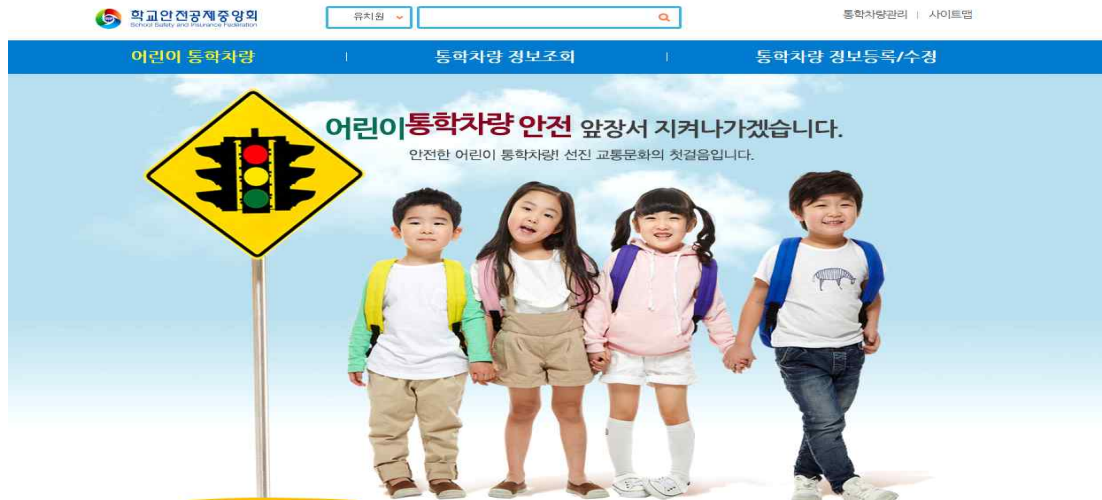 학교안전공제중앙회
School Safety and Insurance Federation
유치원
통학차량관리 | 사이트맵
어린이 통학차량 | 통학차량 정보조회 | 통학차량 정보등록/수정
어린이통학차량 안전 앞장서 지켜나가겠습니다.
안전한 어린이 통학차량! 선진 교통문화의 첫걸음입니다.